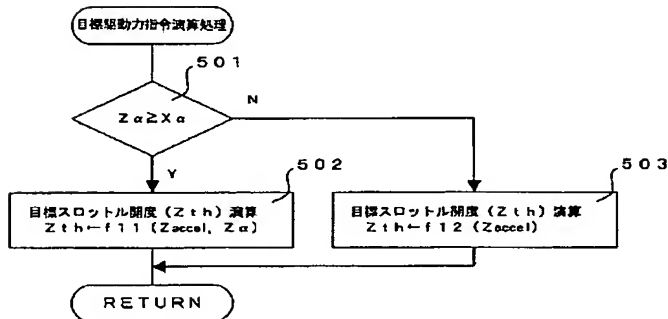 目標駆動力指令演算処理
501
Zα≧Xα
N
Y
502
503
目標スロットル開度(Zth)演算
Zth←f11(Zaccel, Zα)
目標スロットル開度(Zth)演算
Zth←f12(Zaccel)
RETURN